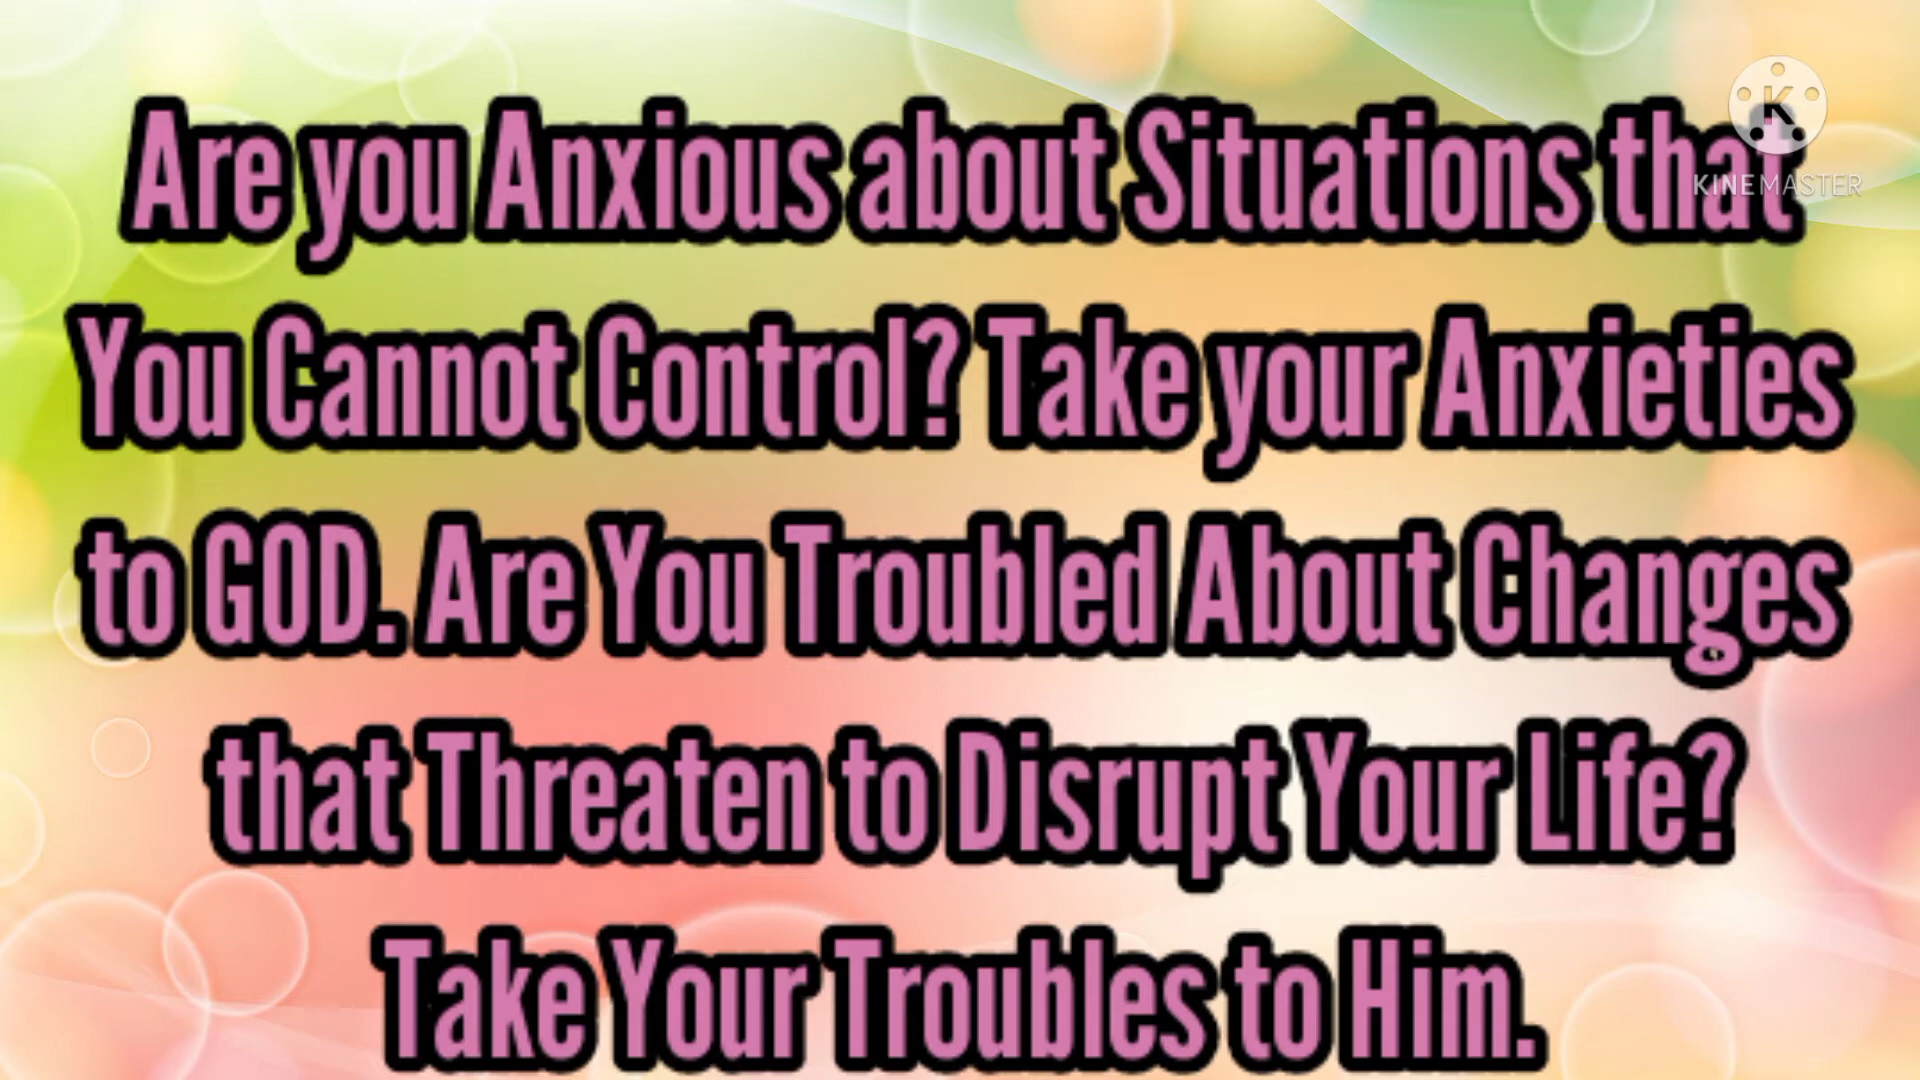 Are you Anxious about Situations that
KINEMASTER
You Cannot Control? Take your Anxieties
to GOD. Are You Troubled About Changes
that Threaten to Disrupt Your Life?
Take Your Troubles to Him.